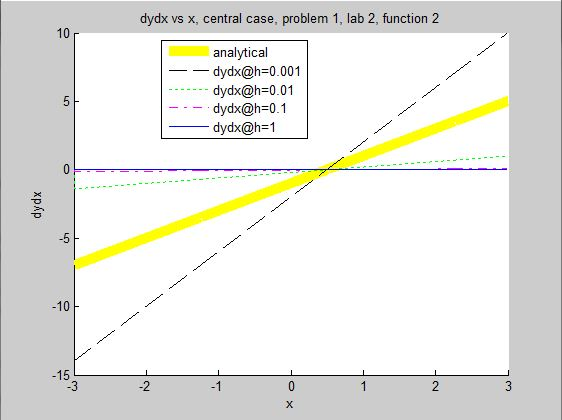 dydx vs x, central case, problem 1, lab 2, function 2
10
analytical
dydx@h=0.001
dydx@h=0.01
dydx@h=0.1
dydx@h=1
5
0
-5
-10
-15
dydx
-3 -2 -1 0 1 2 3
x